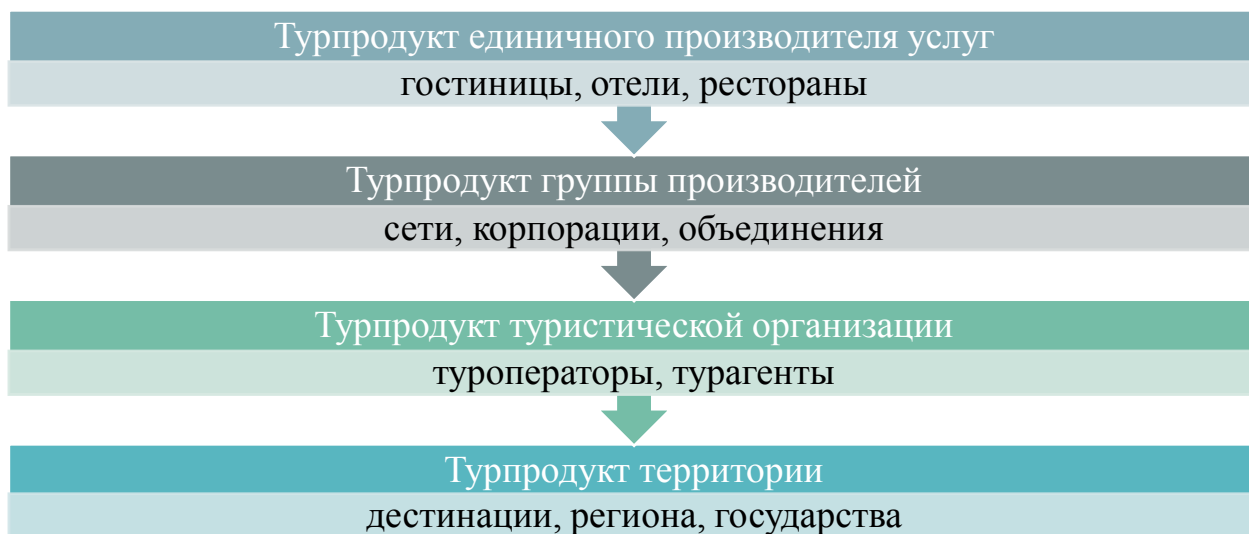 Турпродукт единичного производителя услуг
гостиницы, отели, рестораны
Турпродукт группы производителей
сети, корпорации, объединения
Турпродукт туристической организации
туроператоры, турагенты
Турпродукт территории
дестинации, региона, государства